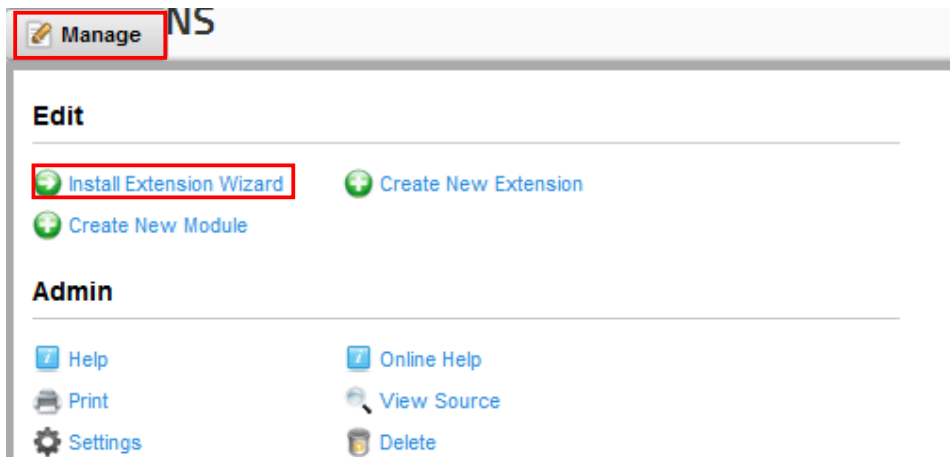 Manage NS
Edit
Install Extension Wizard Create New Extension
Create New Module
Admin
Help Online Help
Print View Source
Settings Delete